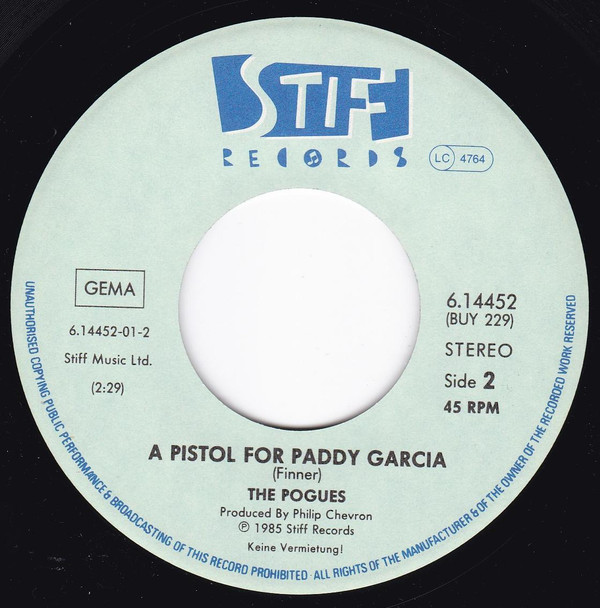 STIFF
RECORDS
LC 4764
GEMA
6.14452-01-2
Stiff Music Ltd.
(2:29)
6.14452
(BUY 229)
STEREO
Side 2
45 RPM
A PISTOL FOR PADDY GARCIA
(Finner)
THE POGUES
Produced By Philip Chevron
℗ 1985 Stiff Records
Keine Vermietung!
UNAUTHORISED COPYING PUBLIC PERFORMANCE & BROADCASTING OF THIS RECORD PROHIBITED · ALL RIGHTS OF THE MANUFACTURER & OF THE OWNER OF THE RECORDED WORK RESERVED